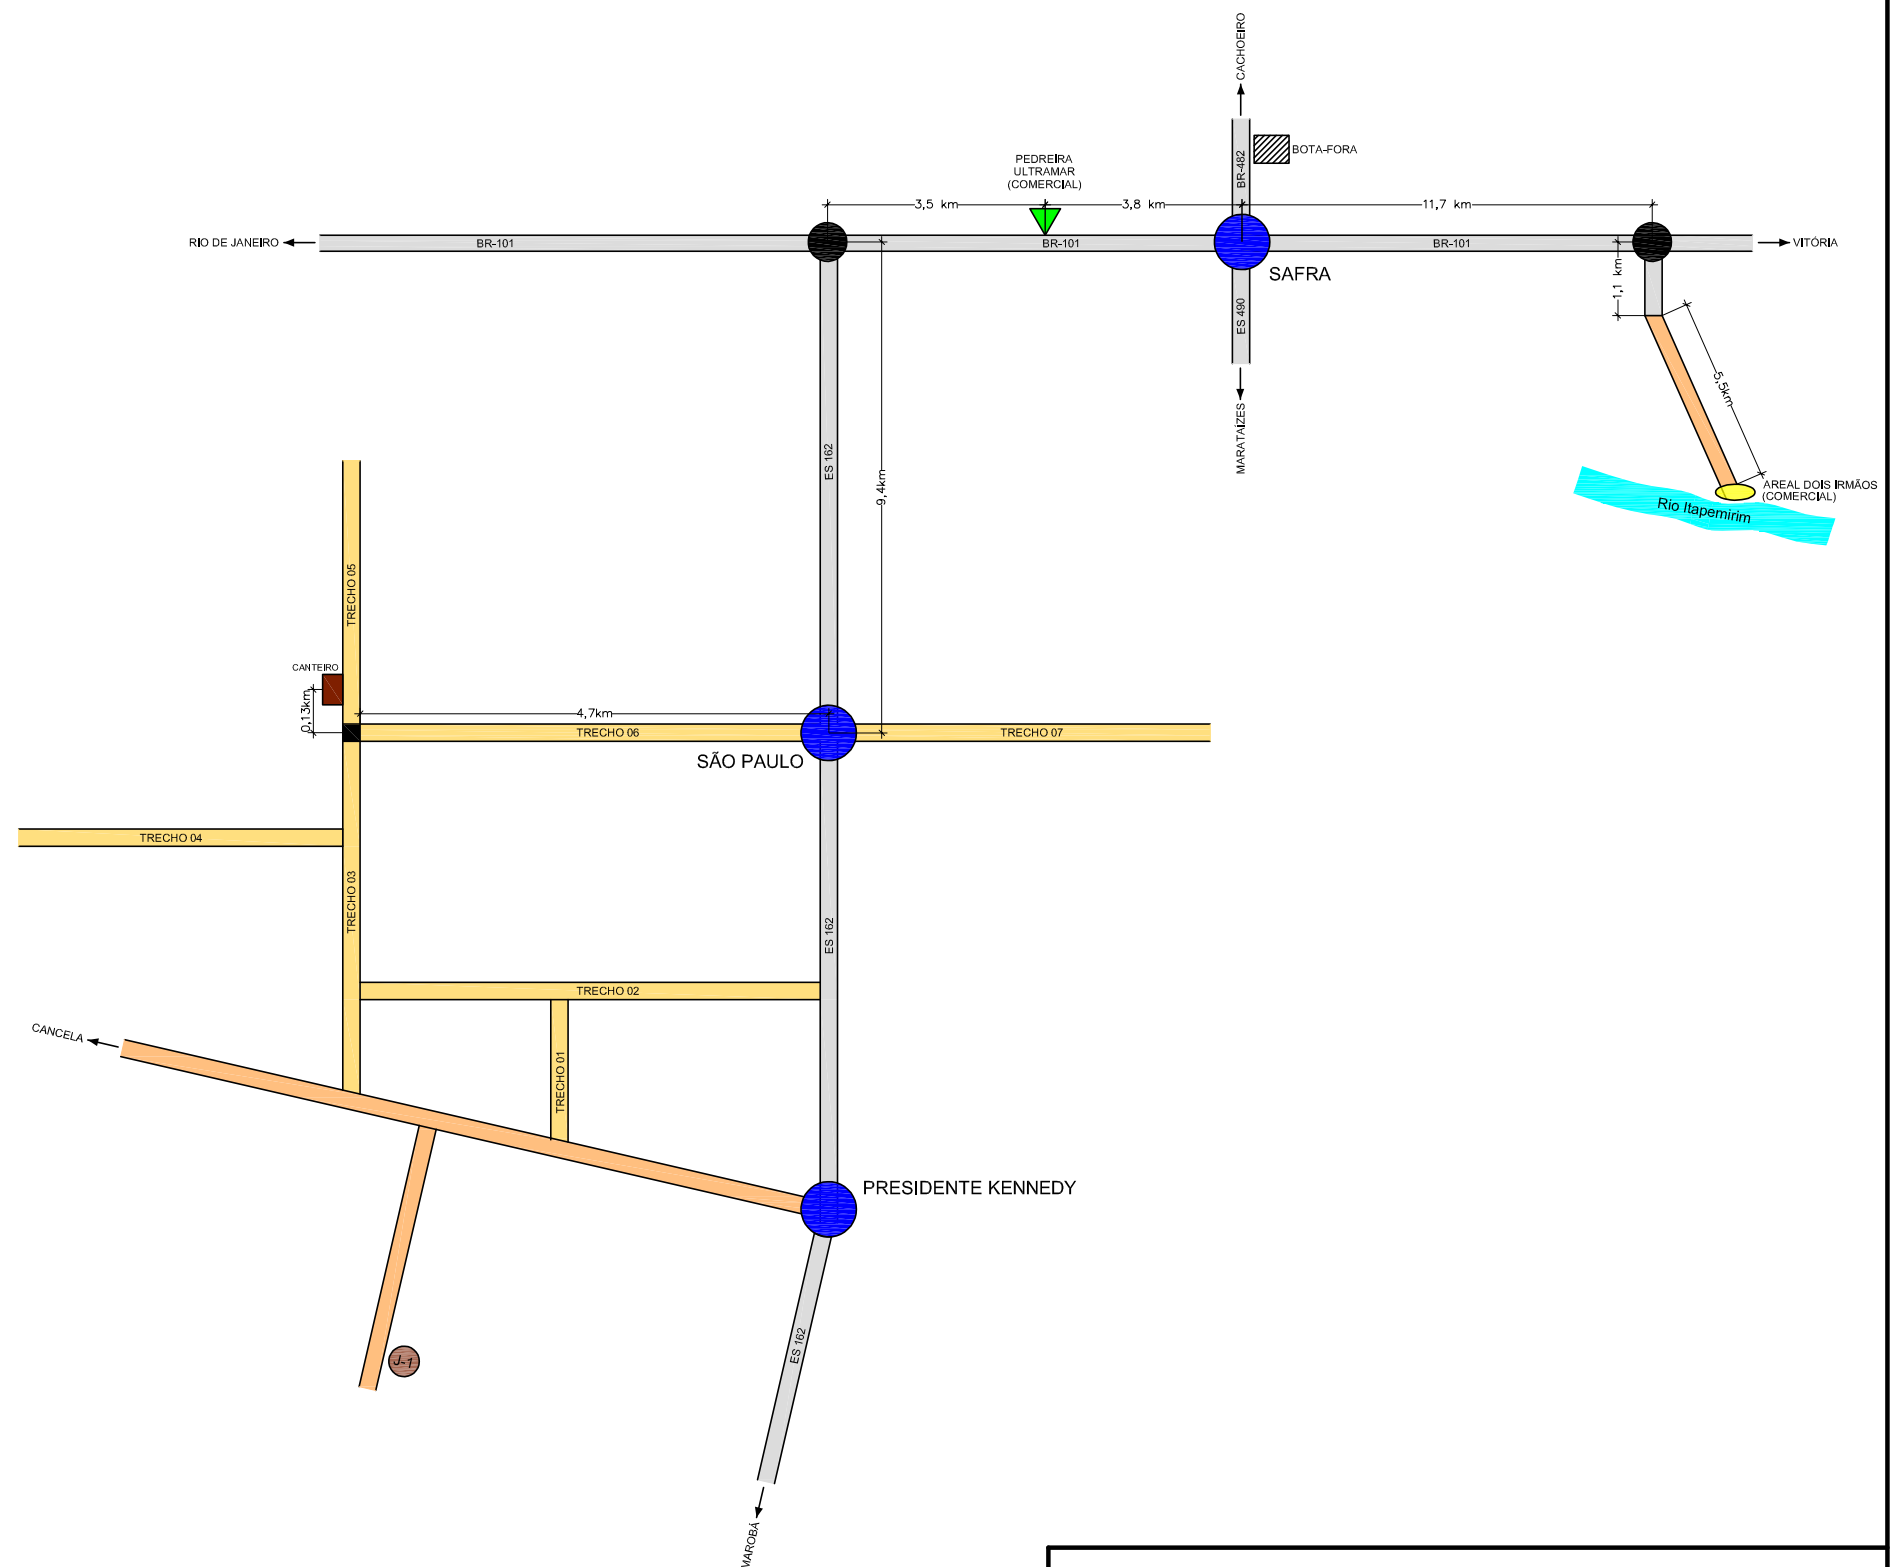 CACHOEIRO
BR-482
BOTA-FORA
PEDREIRA
ULTRAMAR
(COMERCIAL)
3,5 km
3,8 km
11,7 km
RIO DE JANEIRO
BR-101
BR-101
BR-101
VITÓRIA
SAFRA
1,1 km
ES 490
MARATAÍZES
5,5km
AREAL DOIS IRMÃOS
(COMERCIAL)
Rio Itapemirim
ES 162
9,4km
TRECHO 05
CANTEIRO
0,13km
4,7km
TRECHO 06
TRECHO 07
SÃO PAULO
TRECHO 04
TRECHO 03
ES 162
TRECHO 02
CANCELA
TRECHO 01
PRESIDENTE KENNEDY
J-1
ES 162
MAROBÁ